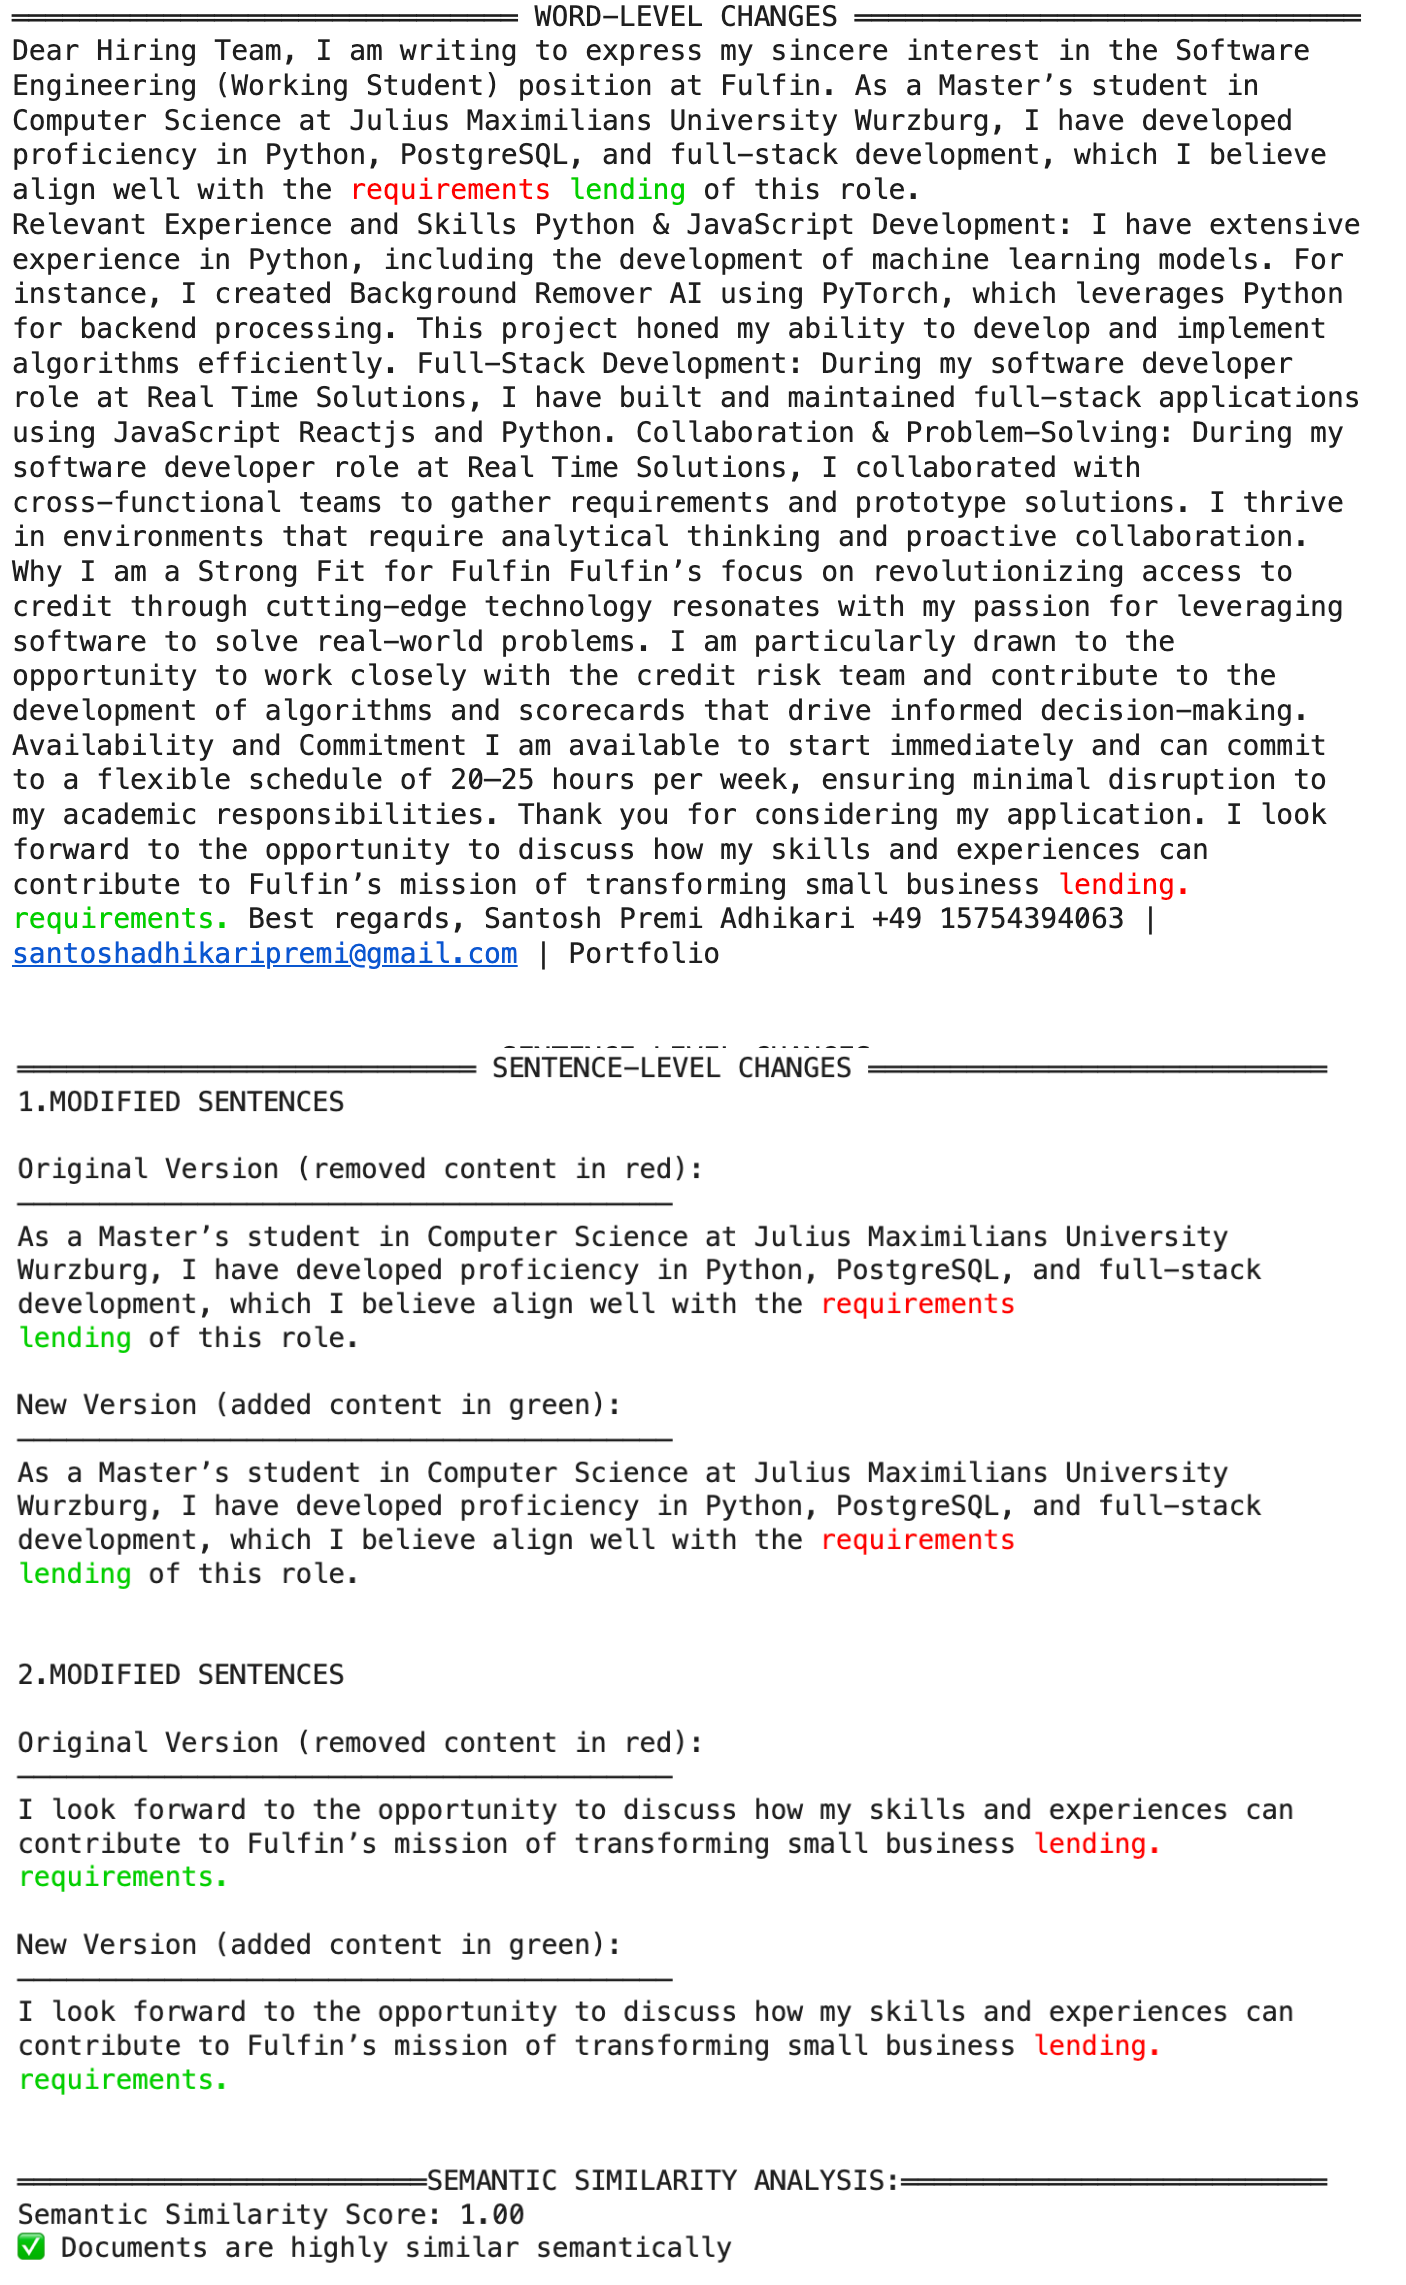 ═══════════════ WORD-LEVEL CHANGES ═══════════════
Dear Hiring Team, I am writing to express my sincere interest in the Software
Engineering (Working Student) position at Fulfin. As a Master’s student in
Computer Science at Julius Maximilians University Wurzburg, I have developed
proficiency in Python, PostgreSQL, and full-stack development, which I believe
align well with the requirements lending of this role.
Relevant Experience and Skills Python & JavaScript Development: I have extensive
experience in Python, including the development of machine learning models. For
instance, I created Background Remover AI using PyTorch, which leverages Python
for backend processing. This project honed my ability to develop and implement
algorithms efficiently. Full-Stack Development: During my software developer
role at Real Time Solutions, I have built and maintained full-stack applications
using JavaScript Reactjs and Python. Collaboration & Problem-Solving: During my
software developer role at Real Time Solutions, I collaborated with
cross-functional teams to gather requirements and prototype solutions. I thrive
in environments that require analytical thinking and proactive collaboration.
Why I am a Strong Fit for Fulfin Fulfin’s focus on revolutionizing access to
credit through cutting-edge technology resonates with my passion for leveraging
software to solve real-world problems. I am particularly drawn to the
opportunity to work closely with the credit risk team and contribute to the
development of algorithms and scorecards that drive informed decision-making.
Availability and Commitment I am available to start immediately and can commit
to a flexible schedule of 20–25 hours per week, ensuring minimal disruption to
my academic responsibilities. Thank you for considering my application. I look
forward to the opportunity to discuss how my skills and experiences can
contribute to Fulfin’s mission of transforming small business lending.
requirements. Best regards, Santosh Premi Adhikari +49 15754394063 |
santoshadhikaripremi@gmail.com | Portfolio
═══════════════ SENTENCE-LEVEL CHANGES ═══════════════
1.MODIFIED SENTENCES
Original Version (removed content in red):
────────────────────────────────────────
As a Master’s student in Computer Science at Julius Maximilians University
Wurzburg, I have developed proficiency in Python, PostgreSQL, and full-stack
development, which I believe align well with the requirements
lending of this role.
New Version (added content in green):
────────────────────────────────────────
As a Master’s student in Computer Science at Julius Maximilians University
Wurzburg, I have developed proficiency in Python, PostgreSQL, and full-stack
development, which I believe align well with the requirements
lending of this role.
2.MODIFIED SENTENCES
Original Version (removed content in red):
────────────────────────────────────────
I look forward to the opportunity to discuss how my skills and experiences can
contribute to Fulfin’s mission of transforming small business lending.
requirements.
New Version (added content in green):
────────────────────────────────────────
I look forward to the opportunity to discuss how my skills and experiences can
contribute to Fulfin’s mission of transforming small business lending.
requirements.
═══════════════SEMANTIC SIMILARITY ANALYSIS:═══════════════
Semantic Similarity Score: 1.00
✅ Documents are highly similar semantically